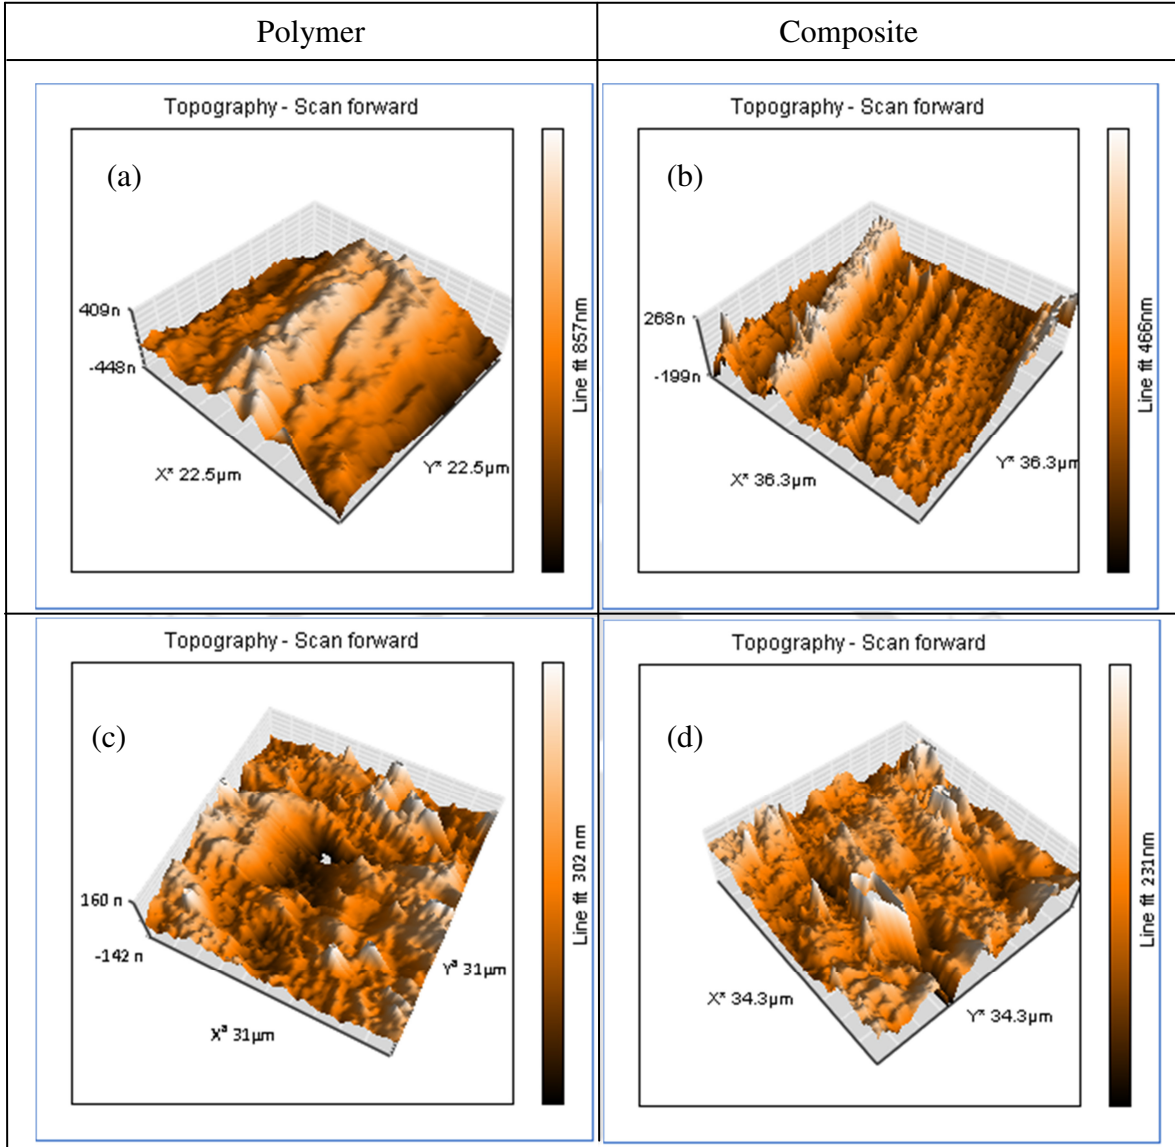 Polymer
Composite
Topography - Scan forward
(a)
409n
-448n
X* 22.5µm
Y* 22.5µm
Line fit 857nm
Topography - Scan forward
(b)
268n
-199n
X* 36.3µm
Y* 36.3µm
Line fit 466nm
Topography - Scan forward
(c)
160 n
-142 n
Xª 31µm
Yª 31µm
Line fit 302 nm
Topography - Scan forward
(d)
X* 34.3µm
Y* 34.3µm
Line fit 231nm